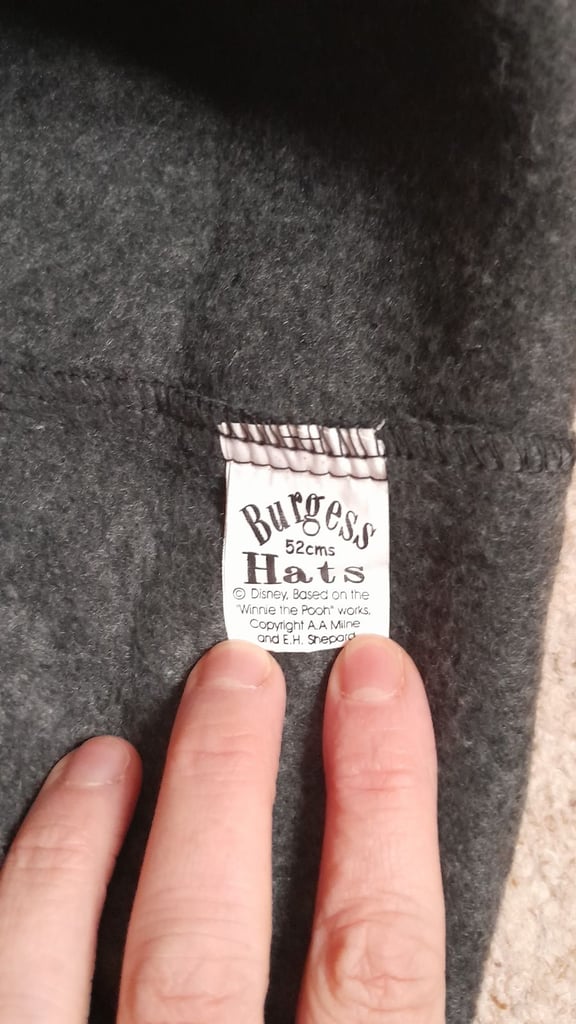 Burgess
52cms
Hats
© Disney, Based on the
"Winnie the Pooh" works.
Copyright A.A Milne
and E.H. Shepard